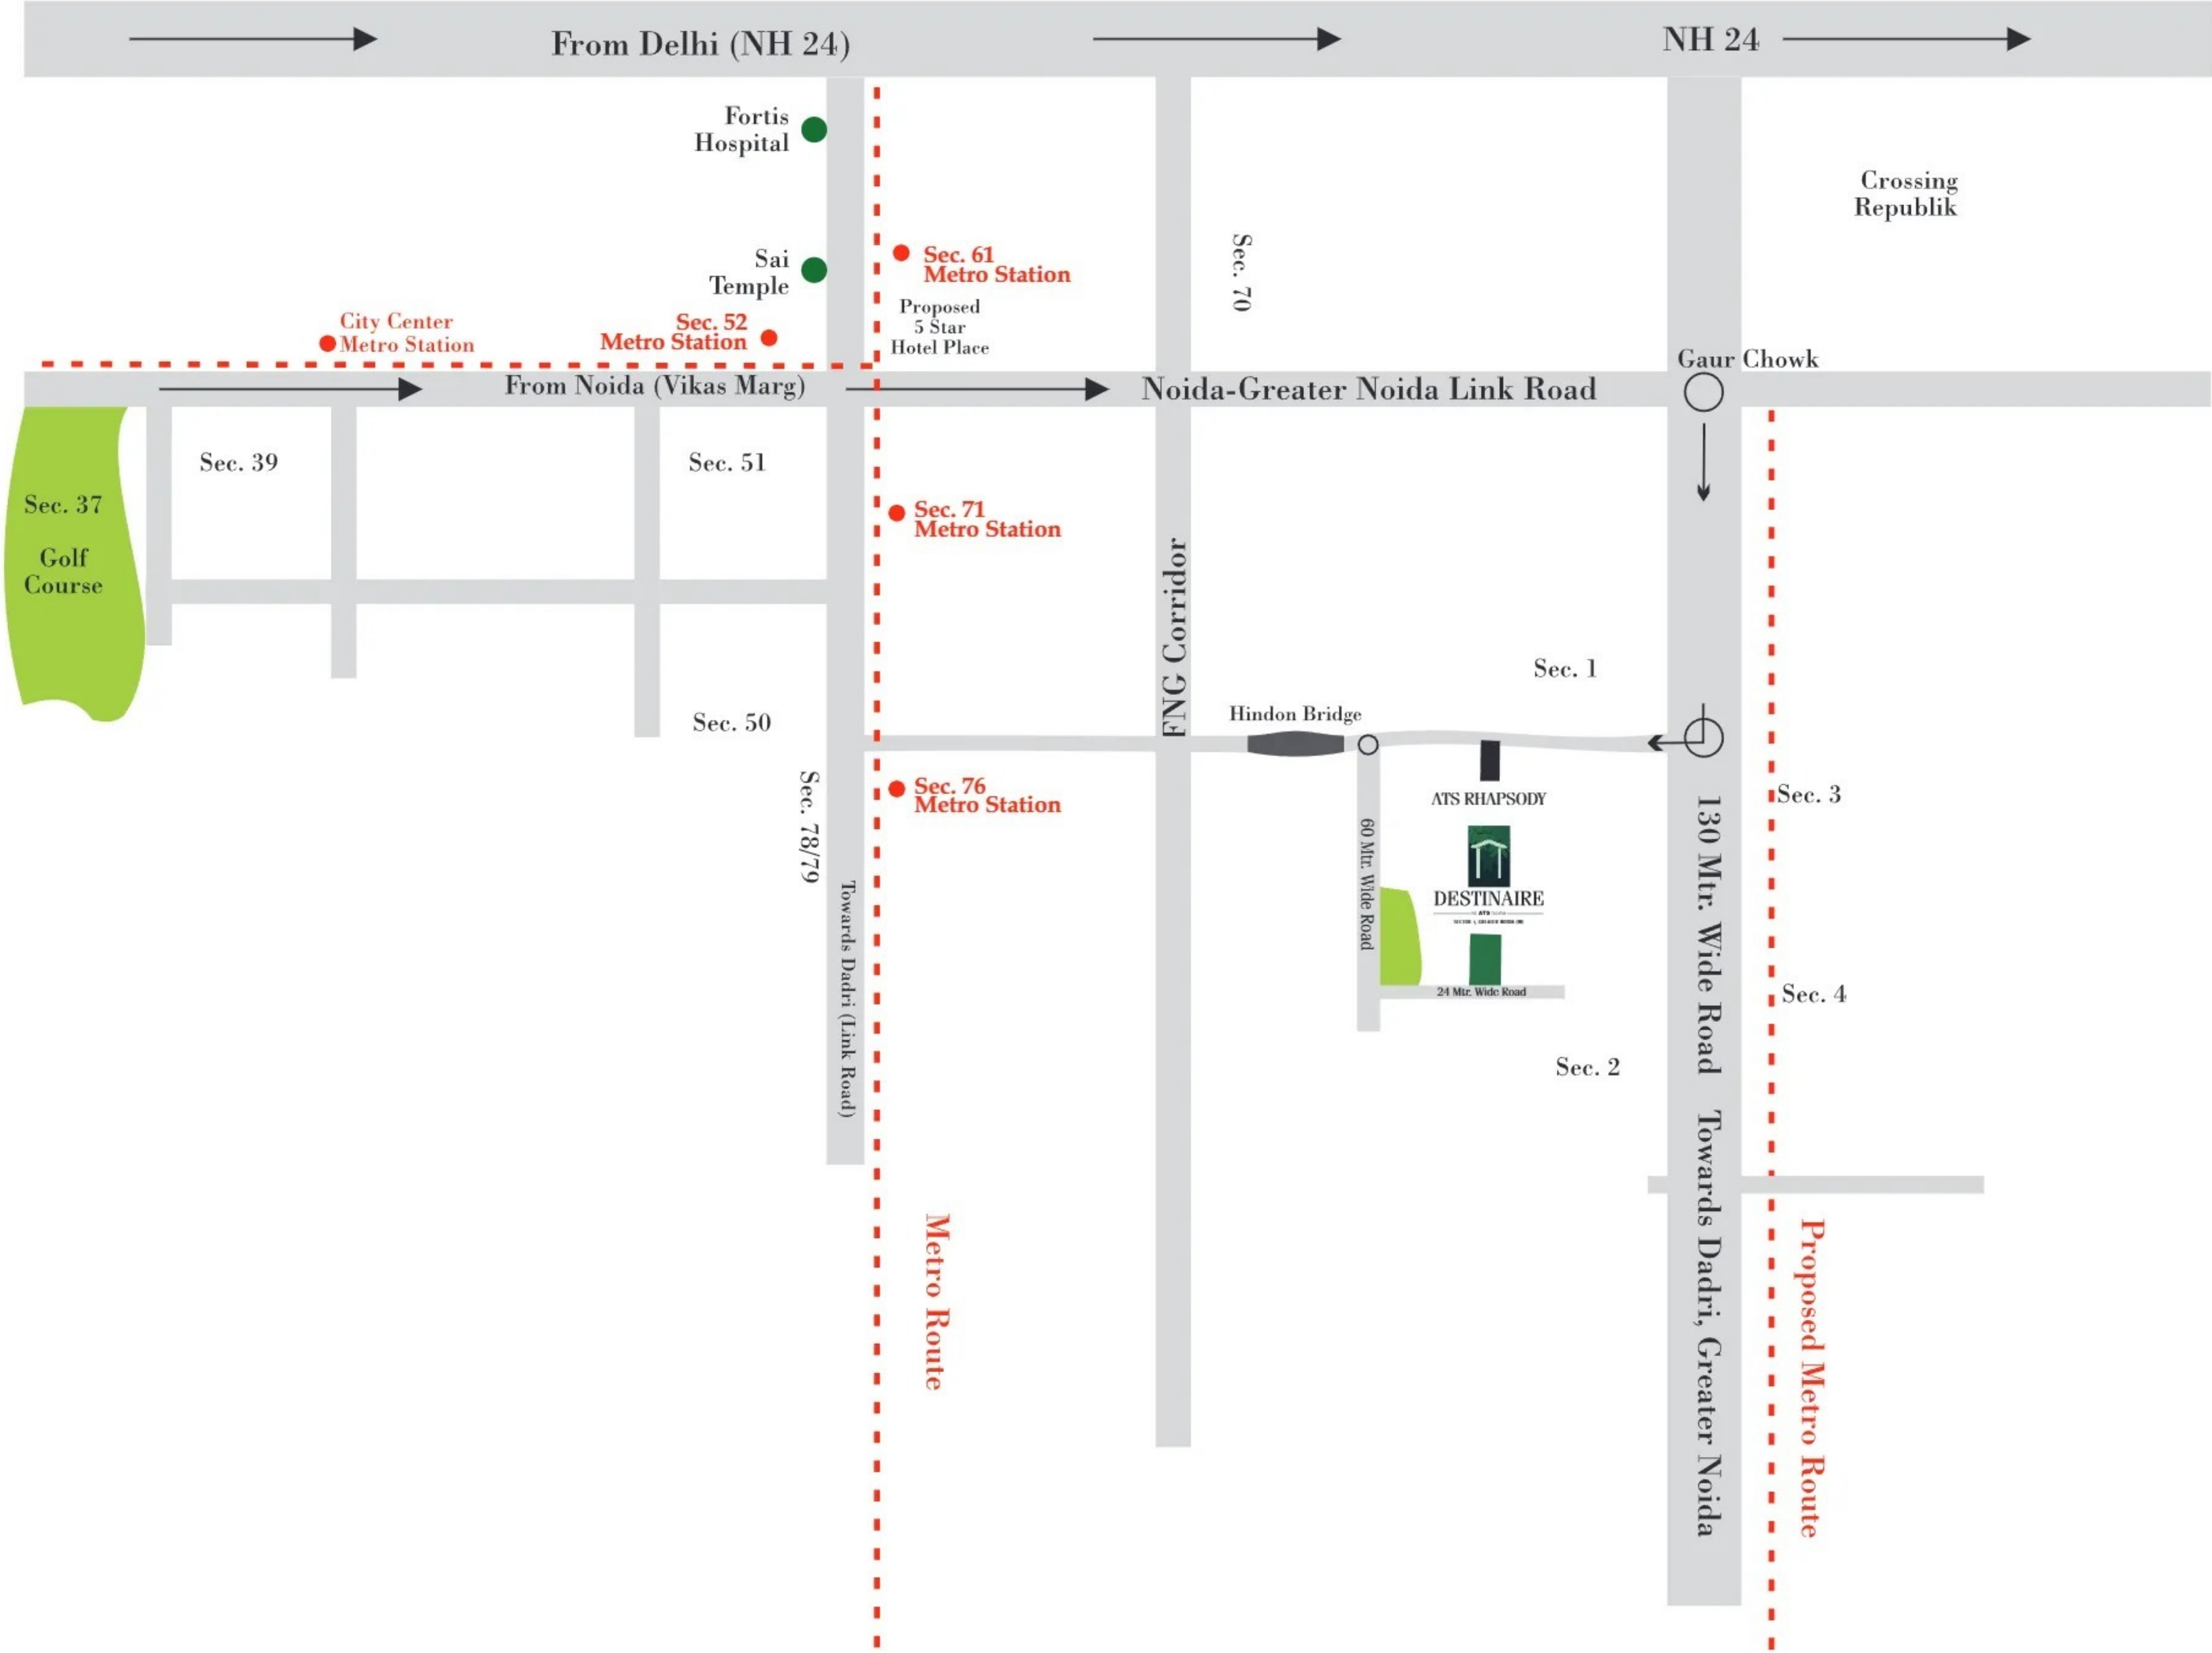 From Delhi (NH 24)
NH 24
Fortis
Hospital
Crossing
Republik
Sai
Temple
Sec. 61
Metro Station
Sec. 70
Proposed
5 Star
Hotel Place
City Center
Metro Station
Sec. 52
Metro Station
Gaur Chowk
From Noida (Vikas Marg)
Noida-Greater Noida Link Road
Sec. 39
Sec. 51
Sec. 37
Golf
Course
Sec. 71
Metro Station
FNG Corridor
Sec. 1
Sec. 50
Hindon Bridge
Sec. 76
Metro Station
Sec. 78/79
ATS RHAPSODY
Sec. 3
60 Mtr. Wide Road
DESTINAIRE
ATS
24 Mtr. Wide Road
Sec. 4
Towards Dadri (Link Road)
130 Mtr. Wide Road
Sec. 2
Towards Dadri, Greater Noida
Metro Route
Proposed Metro Route